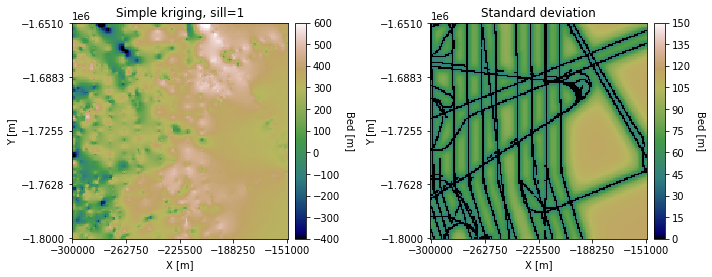 Simple kriging, sill=1
1e6
−1.6510
−1.6883
−1.7255
−1.7628
−1.8000
Y [m]
−300000 −262750 −225500 −188250 −151000
X [m]
600
500
400
300
200
100
0
−100
−200
−300
−400
Bed [m]
Standard deviation
1e6
−1.6510
−1.6883
−1.7255
−1.7628
−1.8000
Y [m]
−300000 −262750 −225500 −188250 −151000
X [m]
150
135
120
105
90
75
60
45
30
15
0
Bed [m]